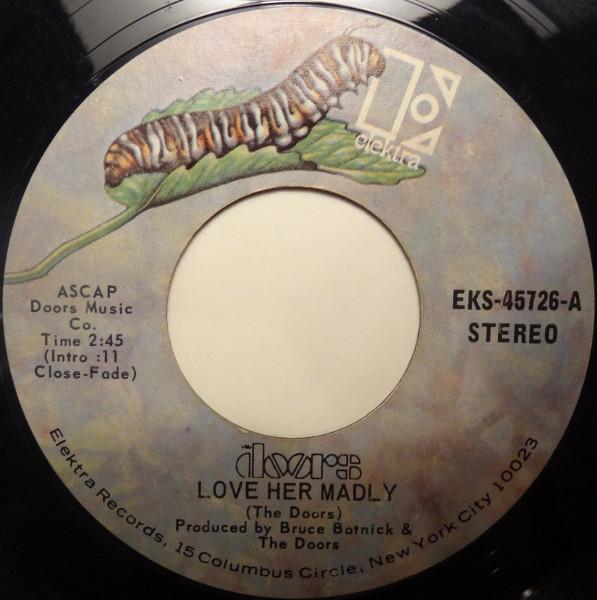 elektra
ASCAP
Doors Music
Co.
Time 2:45
(Intro :11
Close-Fade)
EKS-45726-A
STEREO
the doors
LOVE HER MADLY
(The Doors)
Produced by Bruce Botnick &
The Doors
Elektra Records, 15 Columbus Circle, New York City 10023